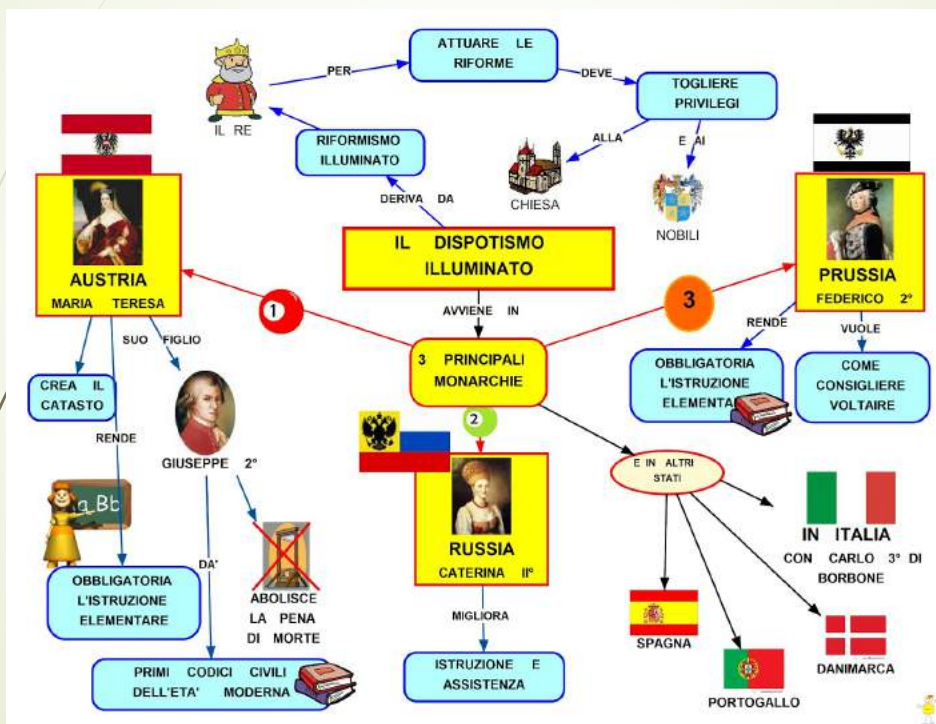 ATTUARE LE
RIFORME
PER
DEVE
TOGLIERE
PRIVILEGI
IL RE
RIFORMISMO
ILLUMINATO
ALLA
E AI
CHIESA
NOBILI
DERIVA DA
IL DISPOTISMO
ILLUMINATO
AUSTRIA
MARIA TERESA
PRUSSIA
FEDERICO 2°
1
AVVIENE IN
3
SUO FIGLIO
RENDE
VUOLE
3 PRINCIPALI
MONARCHIE
CREA IL
CATASTO
OBBLIGATORIA
L'ISTRUZIONE
ELEMENTA
COME
CONSIGLIERE
VOLTAIRE
2
RENDE
GIUSEPPE 2°
E IN ALTRI
STATI
a Bb
IN ITALIA
CON CARLO 3° DI
BORBONE
RUSSIA
CATERINA II°
DA'
OBBLIGATORIA
L'ISTRUZIONE
ELEMENTARE
ABOLISCE
LA PENA
DI MORTE
MIGLIORA
SPAGNA
DANIMARCA
PRIMI CODICI CIVILI
DELL'ETA' MODERNA
ISTRUZIONE E
ASSISTENZA
PORTOGALLO